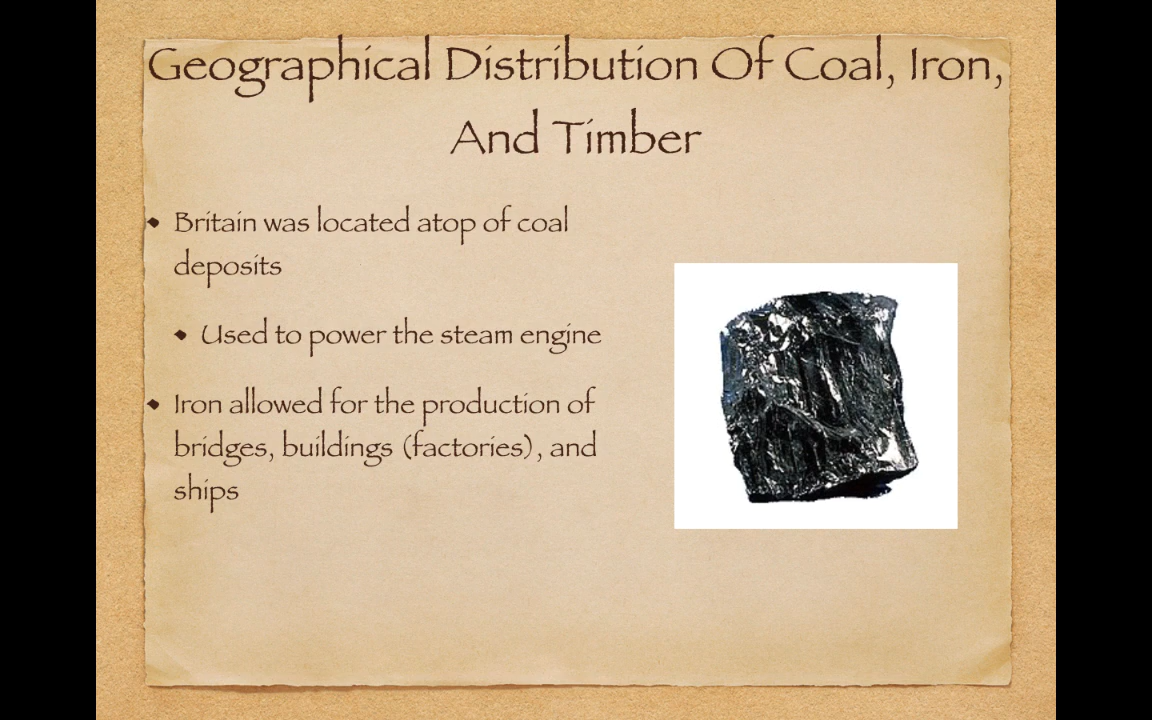 Geographical Distribution Of Coal, Iron,
And Timber
• Britain was located atop of coal
deposits
• Used to power the steam engine
• Iron allowed for the production of
bridges, buildings (factories), and
ships